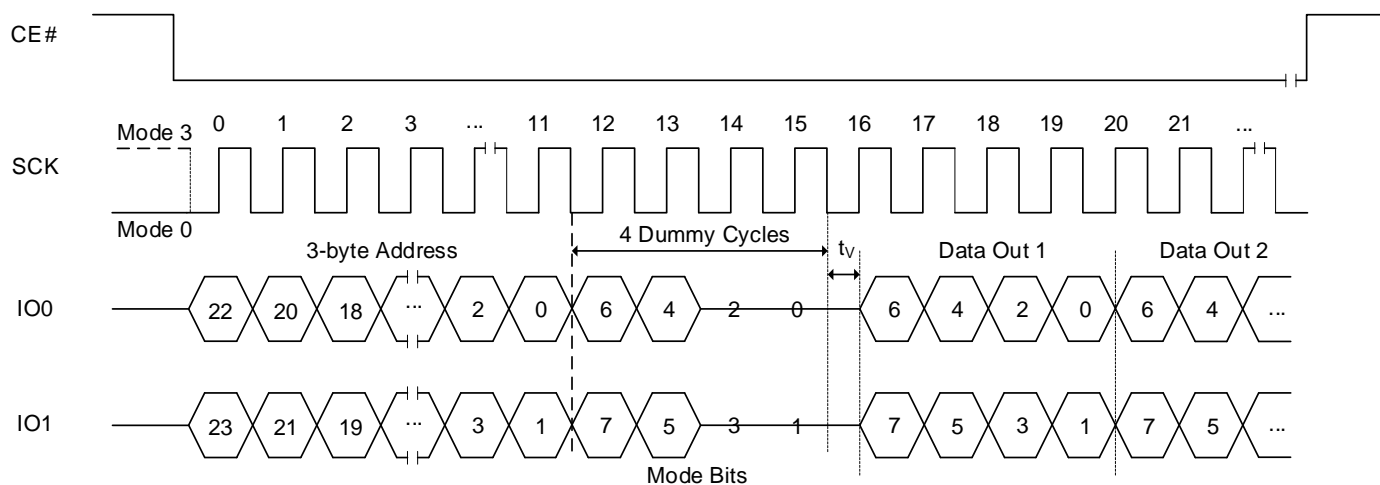 CE#
Mode 3 0 1 2 3 ... 11 12 13 14 15 16 17 18 19 20 21 ...
SCK
Mode 0
3-byte Address 4 Dummy Cycles tV Data Out 1 Data Out 2
IO0 22 20 18 ... 2 0 6 4 2 0 6 4 2 0 6 4 ...
IO1 23 21 19 ... 3 1 7 5 3 1 7 5 3 1 7 5 ...
Mode Bits